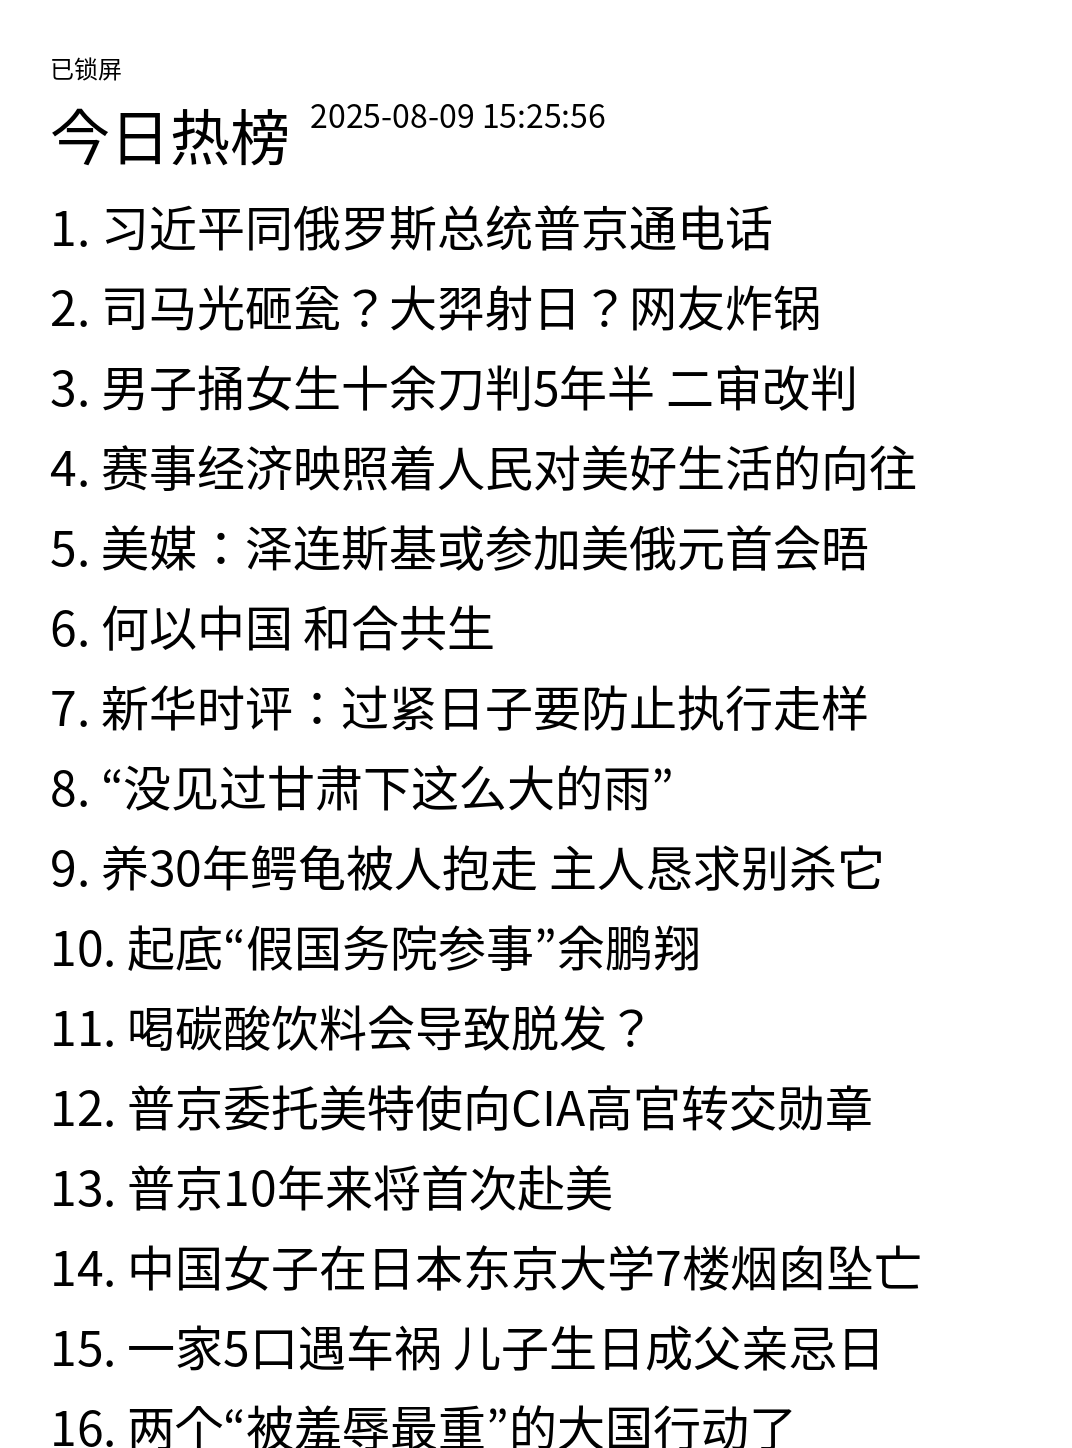 已锁屏
今日热榜 2025-08-09 15:25:56
1. 习近平同俄罗斯总统普京通电话
2. 司马光砸瓮？大羿射日？网友炸锅
3. 男子捅女生十余刀判5年半 二审改判
4. 赛事经济映照着人民对美好生活的向往
5. 美媒：泽连斯基或参加美俄元首会晤
6. 何以中国 和合共生
7. 新华时评：过紧日子要防止执行走样
8. “没见过甘肃下这么大的雨”
9. 养30年鳄龟被人抱走 主人恳求别杀它
10. 起底“假国务院参事”余鹏翔
11. 喝碳酸饮料会导致脱发？
12. 普京委托美特使向CIA高官转交勋章
13. 普京10年来将首次赴美
14. 中国女子在日本东京大学7楼烟囱坠亡
15. 一家5口遇车祸 儿子生日成父亲忌日
16. 两个“被羞辱最重”的大国行动了